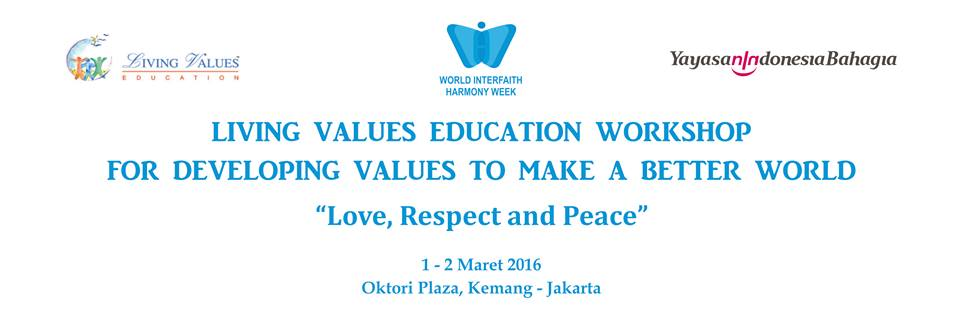 LIVING VALUES
EDUCATION
WORLD INTERFAITH
HARMONY WEEK
YayasanIndonesiaBahagia
LIVING VALUES EDUCATION WORKSHOP
FOR DEVELOPING VALUES TO MAKE A BETTER WORLD
“Love, Respect and Peace”
1 - 2 Maret 2016
Oktori Plaza, Kemang - Jakarta